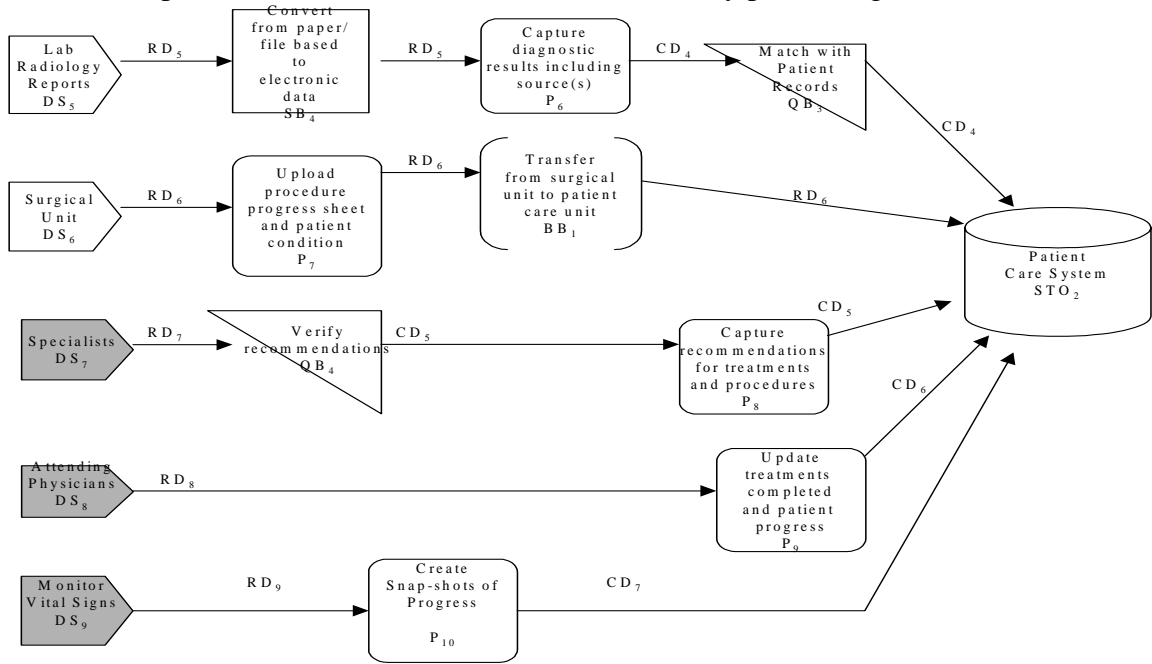 Lab
Radiology
Reports
DS5
RD5
Convert
from paper/
file based
to
electronic
data
SB4
RD5
Capture
diagnostic
results including
source(s)
P6
CD4
Match with
Patient
Records
QB3
CD4
Surgical
Unit
DS6
RD6
Upload
procedure
progress sheet
and patient
condition
P7
RD6
Transfer
from surgical
unit to patient
care unit
BB1
RD6
Patient
Care System
STO2
Specialists
DS7
RD7
Verify
recommendations
QB4
CD5
Capture
recommendations
for treatments
and procedures
P8
CD5
Attending
Physicians
DS8
RD8
Update
treatments
completed
and patient
progress
P9
CD6
Monitor
Vital Signs
DS9
RD9
Create
Snap-shots of
Progress
P10
CD7